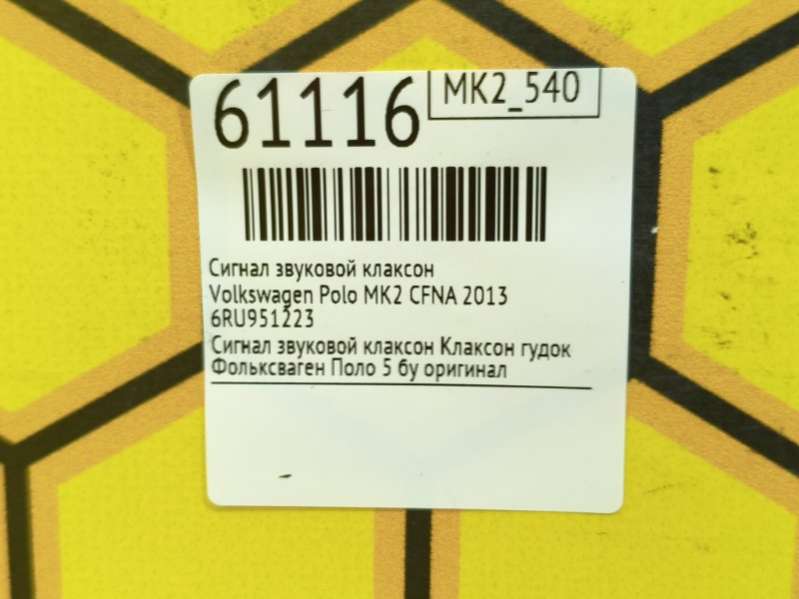 61116 MK2_540
Сигнал звуковой клаксон
Volkswagen Polo MK2 CFNA 2013
6RU951223
Сигнал звуковой клаксон Клаксон гудок
Фольксваген Поло 5 бу оригинал